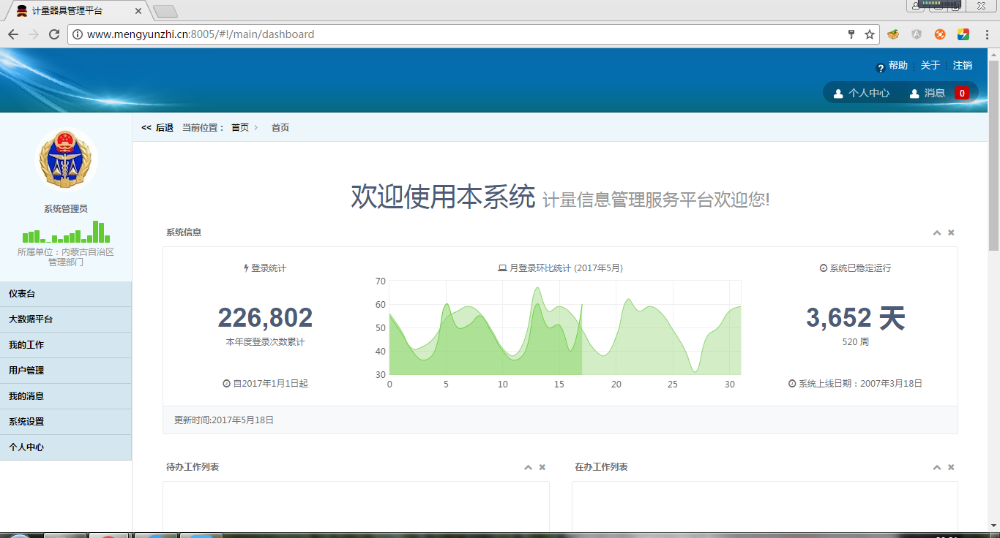 计量器具管理平台
www.mengyunzhi.cn:8005/#!/main/dashboard
? 帮助 | 关于 | 注销
个人中心 消息 0
<< 后退 当前位置： 首页 > 首页
系统管理员
所属单位：内蒙古自治区
管理部门
仪表台
大数据平台
我的工作
用户管理
我的消息
系统设置
个人中心
欢迎使用本系统 计量信息管理服务平台欢迎您!
系统信息
登录统计
226,802
本年度登录次数累计
自2017年1月1日起
月登录环比统计 (2017年5月)
70
60
50
40
30
0 5 10 15 20 25 30
系统已稳定运行
3,652 天
520 周
系统上线日期：2007年3月18日
更新时间:2017年5月18日
待办工作列表
在办工作列表